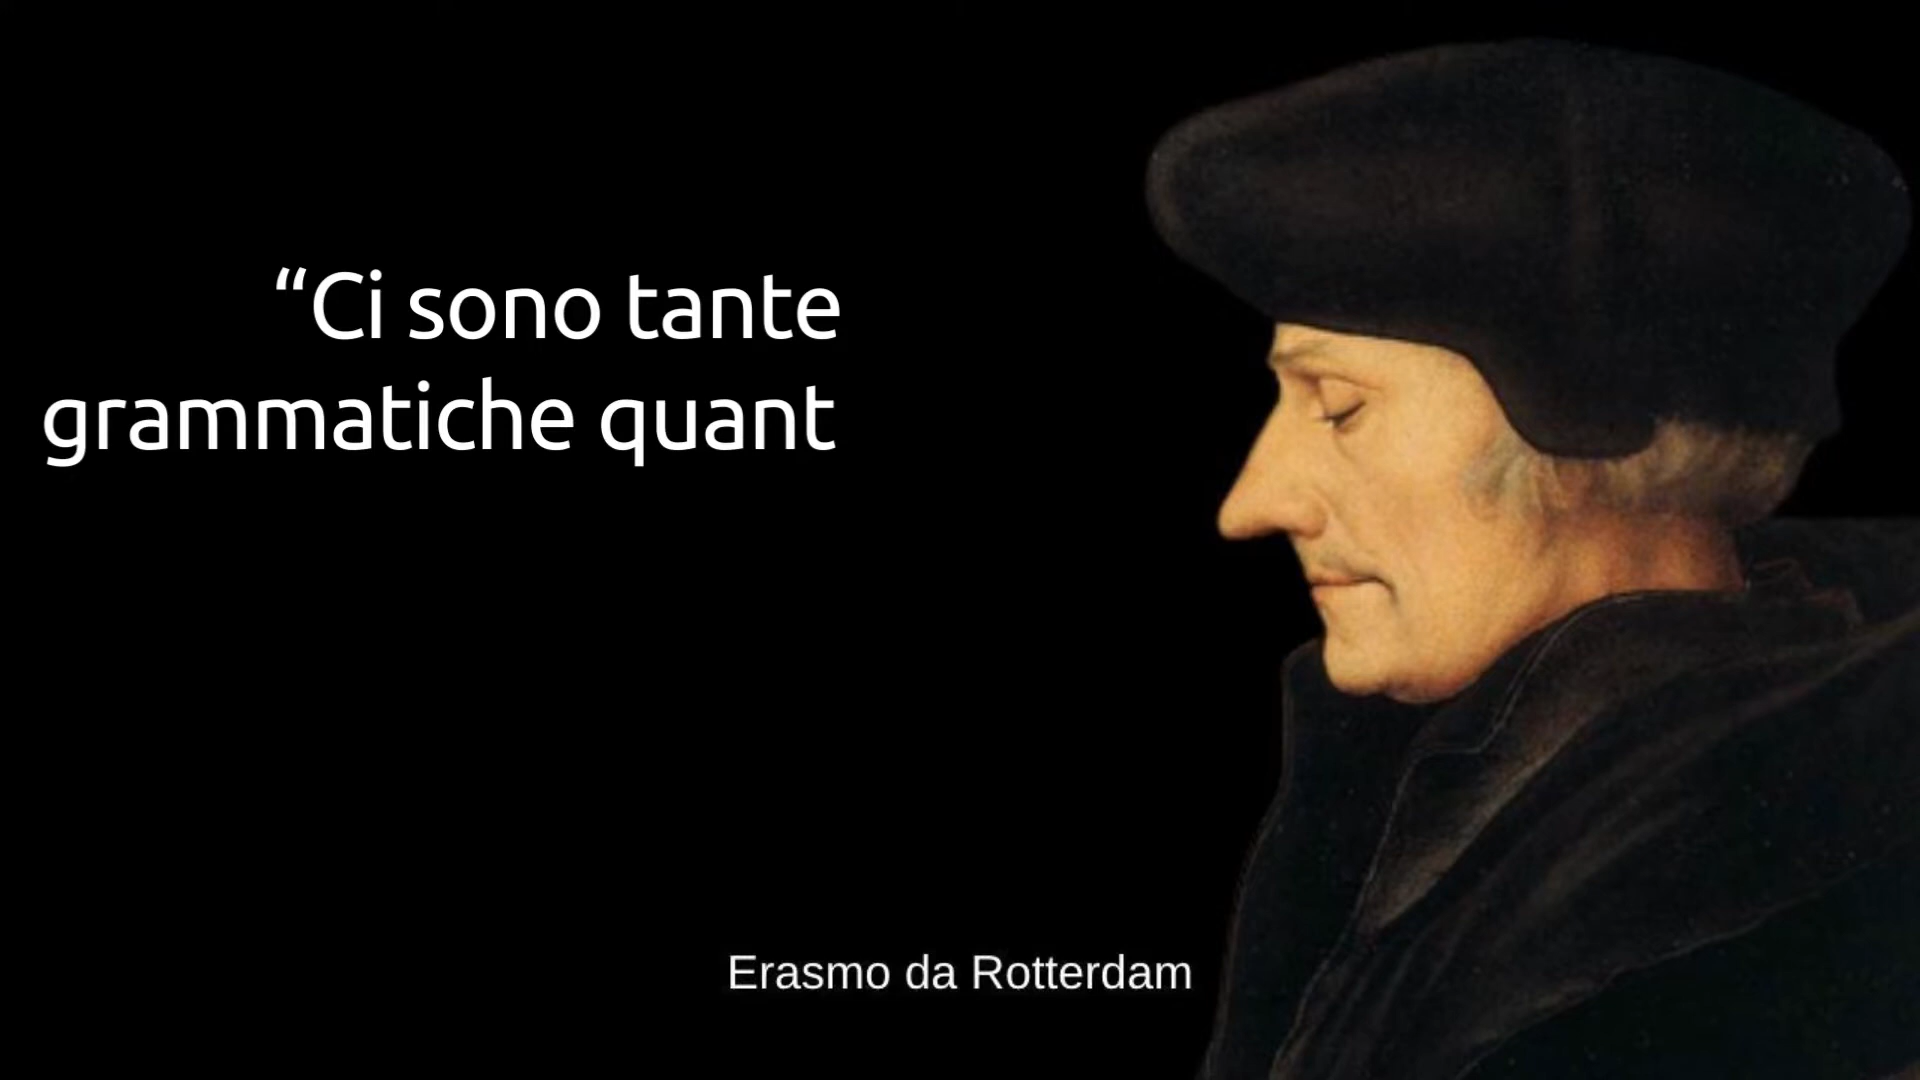 “Ci sono tante
grammatiche quant
Erasmo da Rotterdam